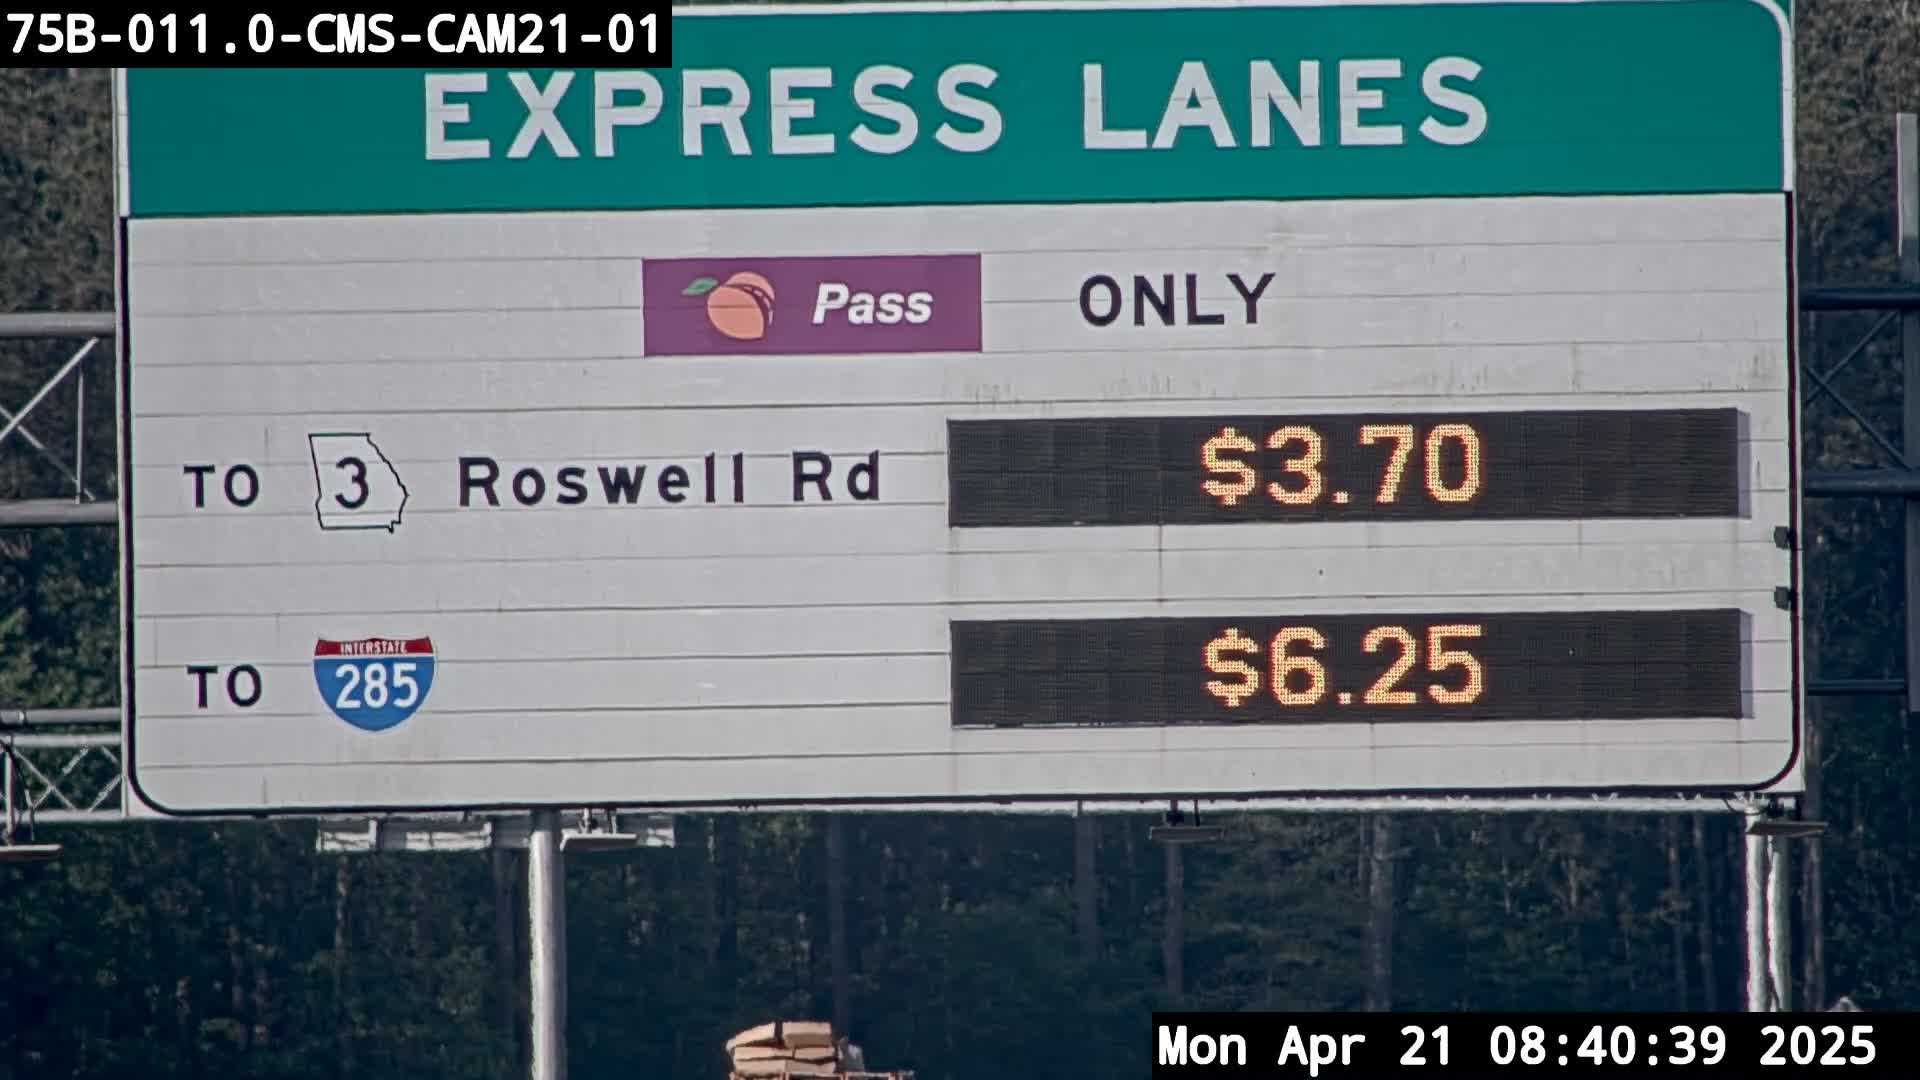 75B-011.0-CMS-CAM21-01
EXPRESS LANES
Pass ONLY
TO 3 Roswell Rd $3.70
INTERSTATE
TO 285 $6.25
Mon Apr 21 08:40:39 2025